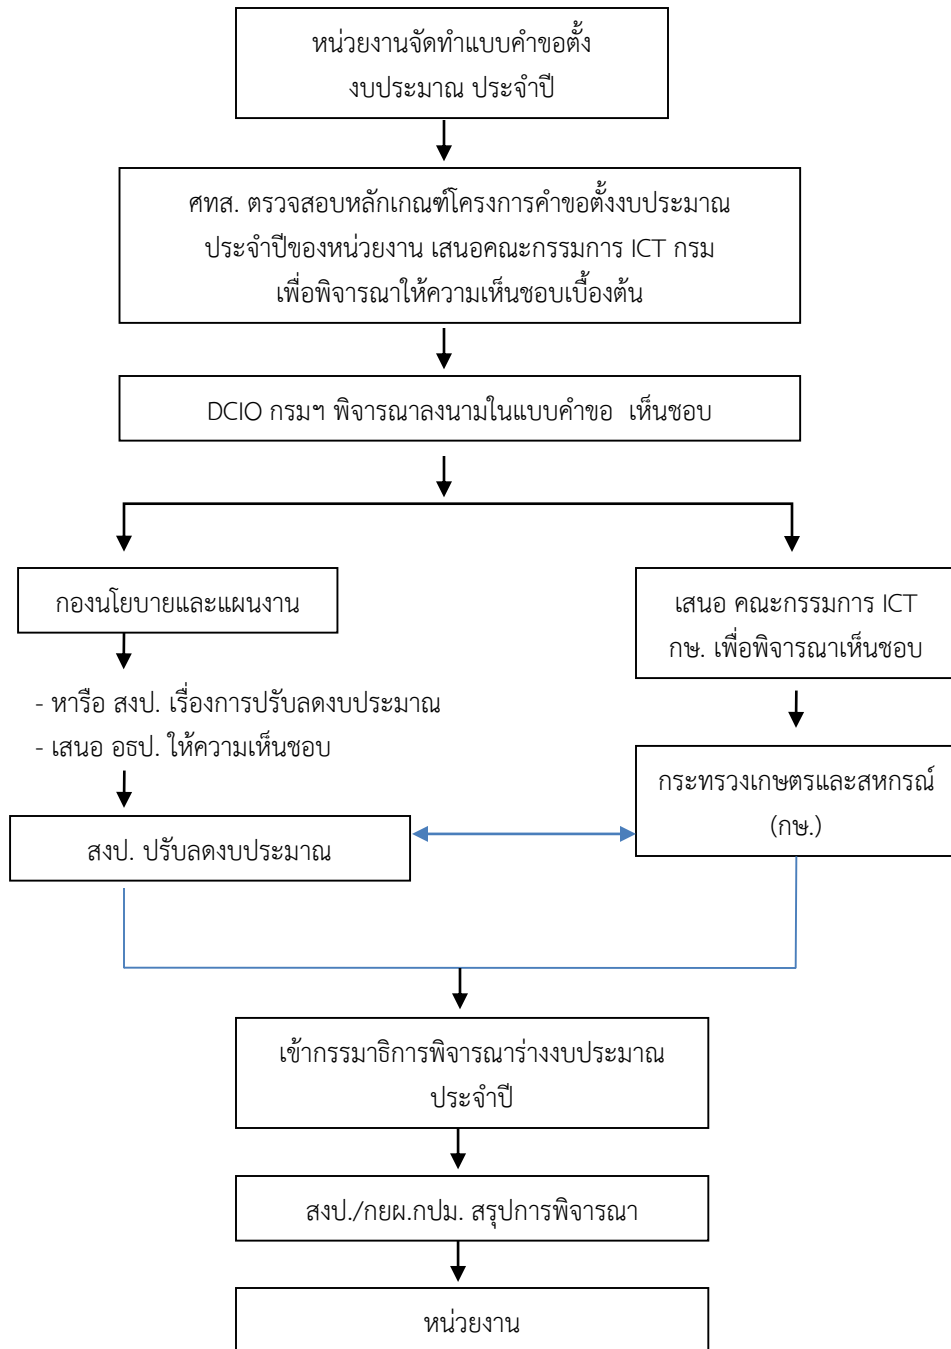 หน่วยงานจัดทำแบบคำขอตั้ง
งบประมาณ ประจำปี
ศทส. ตรวจสอบหลักเกณฑ์โครงการคำขอตั้งงบประมาณ
ประจำปีของหน่วยงาน เสนอคณะกรรมการ ICT กรม
เพื่อพิจารณาให้ความเห็นชอบเบื้องต้น
DCIO กรมฯ พิจารณาลงนามในแบบคำขอ เห็นชอบ
กองนโยบายและแผนงาน
- หารือ สงป. เรื่องการปรับลดงบประมาณ
- เสนอ อธป. ให้ความเห็นชอบ
สงป. ปรับลดงบประมาณ
เสนอ คณะกรรมการ ICT
กษ. เพื่อพิจารณาเห็นชอบ
กระทรวงเกษตรและสหกรณ์
(กษ.)
เข้ากรรมาธิการพิจารณาร่างงบประมาณ
ประจำปี
สงป./กยผ.กปม. สรุปการพิจารณา
หน่วยงาน